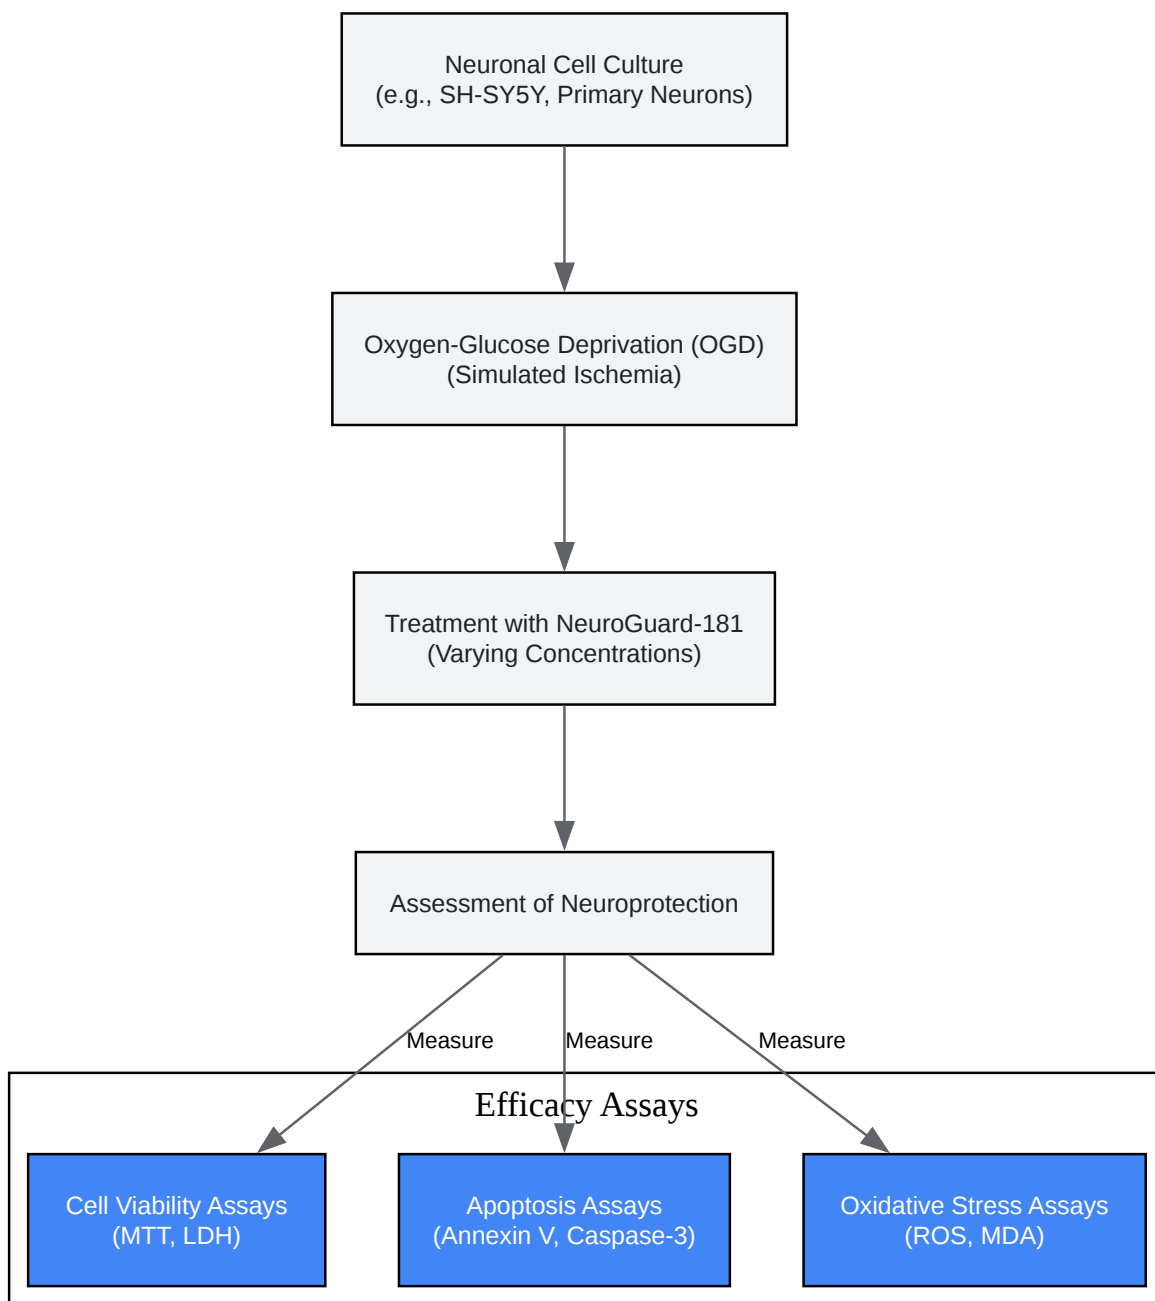 Neuronal Cell Culture
(e.g., SH-SY5Y, Primary Neurons)
Oxygen-Glucose Deprivation (OGD)
(Simulated Ischemia)
Treatment with NeuroGuard-181
(Varying Concentrations)
Assessment of Neuroprotection
Measure
Measure
Measure
Efficacy Assays
Cell Viability Assays
(MTT, LDH)
Apoptosis Assays
(Annexin V, Caspase-3)
Oxidative Stress Assays
(ROS, MDA)